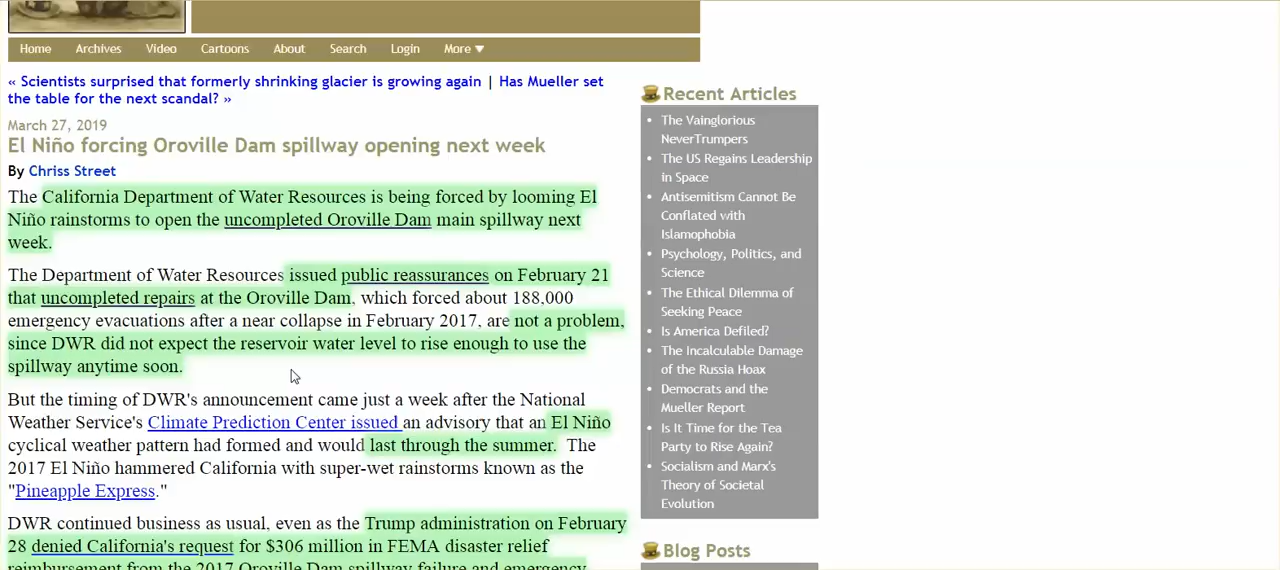 Home Archives Video Cartoons About Search Login More ▼
« Scientists surprised that formerly shrinking glacier is growing again | Has Mueller set
the table for the next scandal? »
March 27, 2019
El Niño forcing Oroville Dam spillway opening next week
By Chriss Street
The California Department of Water Resources is being forced by looming El
Niño rainstorms to open the uncompleted Oroville Dam main spillway next
week.
The Department of Water Resources issued public reassurances on February 21
that uncompleted repairs at the Oroville Dam, which forced about 188,000
emergency evacuations after a near collapse in February 2017, are not a problem,
since DWR did not expect the reservoir water level to rise enough to use the
spillway anytime soon.
But the timing of DWR's announcement came just a week after the National
Weather Service's Climate Prediction Center issued an advisory that an El Niño
cyclical weather pattern had formed and would last through the summer. The
2017 El Niño hammered California with super-wet rainstorms known as the
"Pineapple Express."
DWR continued business as usual, even as the Trump administration on February
28 denied California's request for $306 million in FEMA disaster relief
reimbursement from the 2017 Oroville Dam spillway failure and emergency
Recent Articles
• The Vainglorious
NeverTrumpers
• The US Regains Leadership
in Space
• Antisemitism Cannot Be
Conflated with
Islamophobia
• Psychology, Politics, and
Science
• The Ethical Dilemma of
Seeking Peace
• Is America Defiled?
• The Incalculable Damage
of the Russia Hoax
• Democrats and the
Mueller Report
• Is It Time for the Tea
Party to Rise Again?
• Socialism and Marx's
Theory of Societal
Evolution
Blog Posts